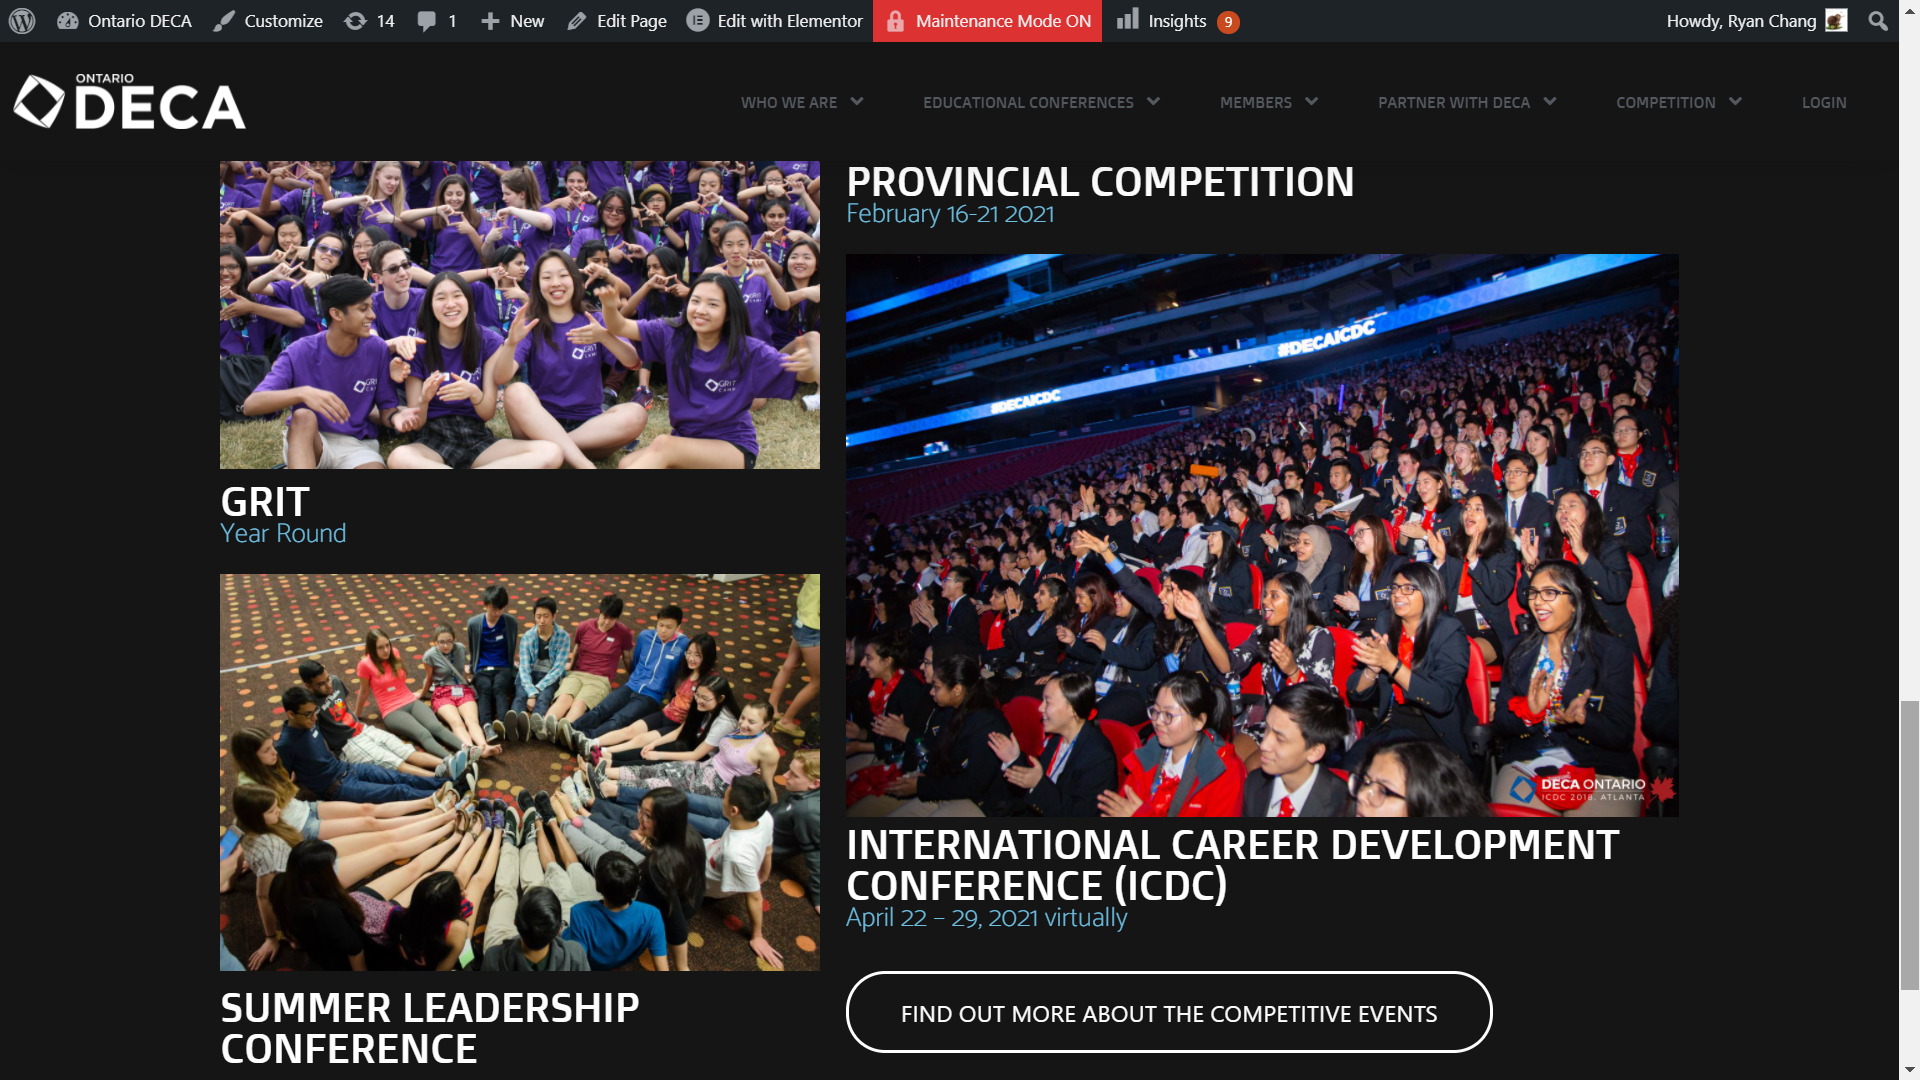 Ontario DECA
Customize
14
1
New
Edit Page
Edit with Elementor
Maintenance Mode ON
Insights
9
Howdy, Ryan Chang
ONTARIO
DECA
WHO WE ARE
EDUCATIONAL CONFERENCES
MEMBERS
PARTNER WITH DECA
COMPETITION
LOGIN
GRIT
Year Round
SUMMER LEADERSHIP
CONFERENCE
PROVINCIAL COMPETITION
February 16-21 2021
#DECAICDC
#DECAICDC
DECA ONTARIO
ICDC 2018. ATLANTA
INTERNATIONAL CAREER DEVELOPMENT
CONFERENCE (ICDC)
April 22 – 29, 2021 virtually
FIND OUT MORE ABOUT THE COMPETITIVE EVENTS